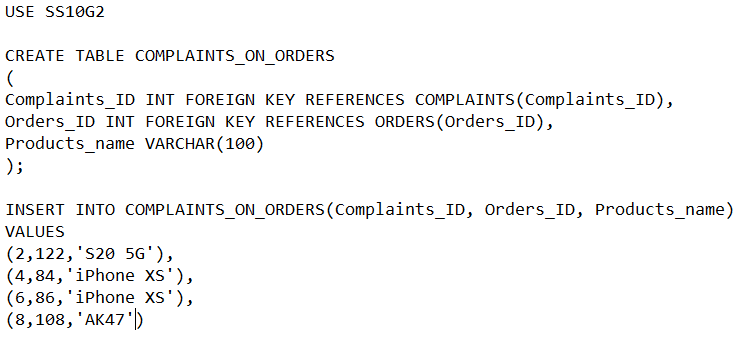 USE SS10G2
CREATE TABLE COMPLAINTS_ON_ORDERS
(
Complaints_ID INT FOREIGN KEY REFERENCES COMPLAINTS(Complaints_ID),
Orders_ID INT FOREIGN KEY REFERENCES ORDERS(Orders_ID),
Products_name VARCHAR(100)
);
INSERT INTO COMPLAINTS_ON_ORDERS(Complaints_ID, Orders_ID, Products_name)
VALUES
(2,122,'S20 5G'),
(4,84,'iPhone XS'),
(6,86,'iPhone XS'),
(8,108,'AK47')